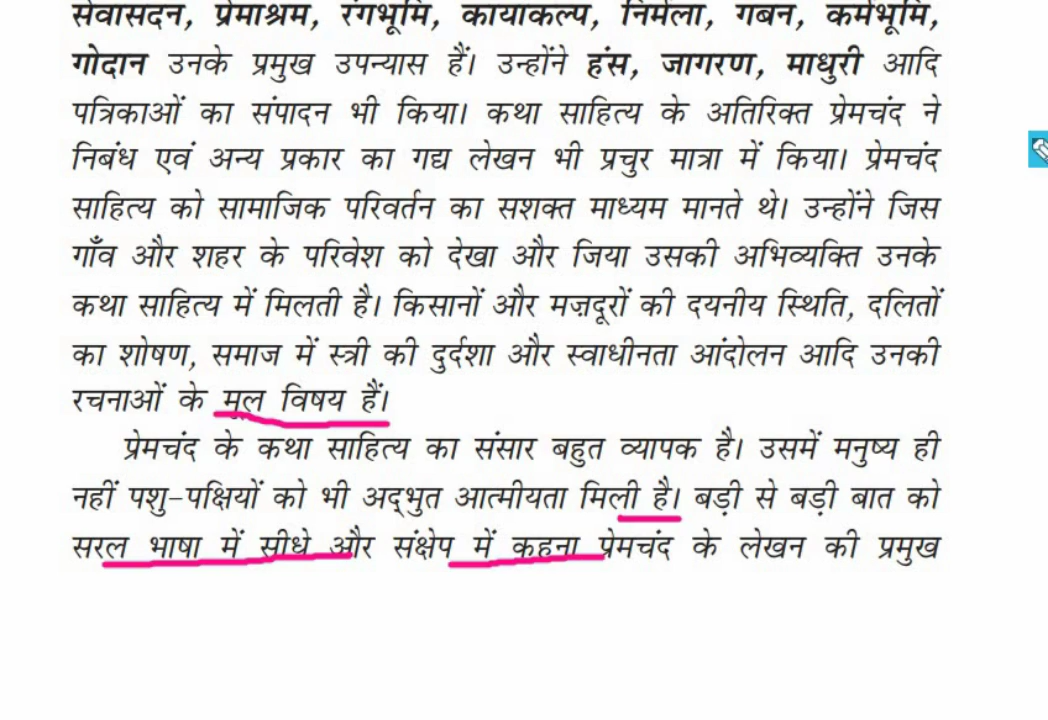 सेवासदन, प्रेमाश्रम, रंगभूमि, कायाकल्प, निर्मला, गबन, कर्मभूमि,
गोदान उनके प्रमुख उपन्यास हैं। उन्होंने हंस, जागरण, माधुरी आदि
पत्रिकाओं का संपादन भी किया। कथा साहित्य के अतिरिक्त प्रेमचंद ने
निबंध एवं अन्य प्रकार का गद्य लेखन भी प्रचुर मात्रा में किया। प्रेमचंद
साहित्य को सामाजिक परिवर्तन का सशक्त माध्यम मानते थे। उन्होंने जिस
गाँव और शहर के परिवेश को देखा और जिया उसकी अभिव्यक्ति उनके
कथा साहित्य में मिलती है। किसानों और मज़दूरों की दयनीय स्थिति, दलितों
का शोषण, समाज में स्त्री की दुर्दशा और स्वाधीनता आंदोलन आदि उनकी
रचनाओं के मूल विषय हैं।
प्रेमचंद के कथा साहित्य का संसार बहुत व्यापक है। उसमें मनुष्य ही
नहीं पशु-पक्षियों को भी अद्‌भुत आत्मीयता मिली है। बड़ी से बड़ी बात को
सरल भाषा में सीधे और संक्षेप में कहना प्रेमचंद के लेखन की प्रमुख